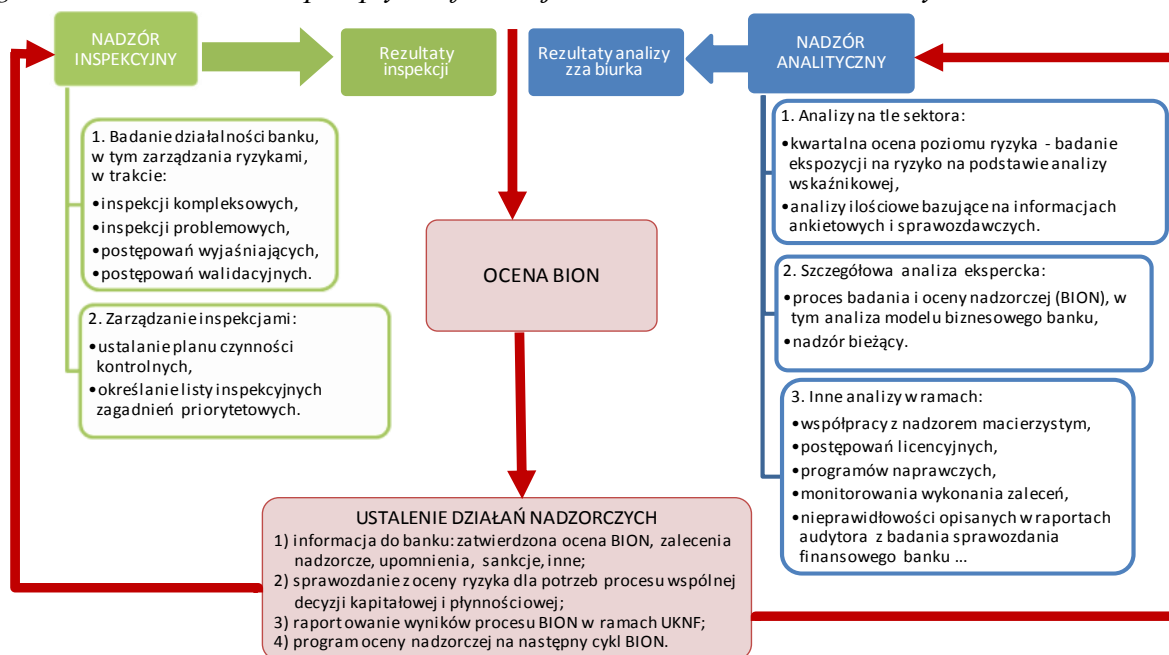 NADZÓR
INSPEKCYJNY
Rezultaty
inspekcji
Rezultaty analizy
zza biurka
NADZÓR
ANALITYCZNY
1. Badanie działalności banku,
w tym zarządzania ryzykami,
w trakcie:
•inspekcji kompleksowych,
•inspekcji problemowych,
•postępowań wyjaśniających,
•postępowań walidacyjnych.
2. Zarządzanie inspekcjami:
•ustalanie planu czynności
kontrolnych,
•określanie listy inspekcyjnych
zagadnień priorytetowych.
OCENA BION
1. Analizy na tle sektora:
•kwartalna ocena poziomu ryzyka - badanie
ekspozycji na ryzyko na podstawie analizy
wskaźnikowej,
•analizy ilościowe bazujące na informacjach
ankietowych i sprawozdawczych.
2. Szczegółowa analiza ekspercka:
•proces badania i oceny nadzorczej (BION), w
tym analiza modelu biznesowego banku,
•nadzór bieżący.
3. Inne analizy w ramach:
•współpracy z nadzorem macierzystym,
•postępowań licencyjnych,
•programów naprawczych,
•monitorowania wykonania zaleceń,
•nieprawidłowości opisanych w raportach
audytora z badania sprawozdania
finansowego banku ...
USTALENIE DZIAŁAŃ NADZORCZYCH
1) informacja do banku: zatwierdzona ocena BION, zalecenia
nadzorcze, upomnienia, sankcje, inne;
2) sprawozdanie z oceny ryzyka dla potrzeb procesu wspólnej
decyzji kapitałowej i płynnościowej;
3) raportowanie wyników procesu BION w ramach UKNF;
4) program oceny nadzorczej na następny cykl BION.